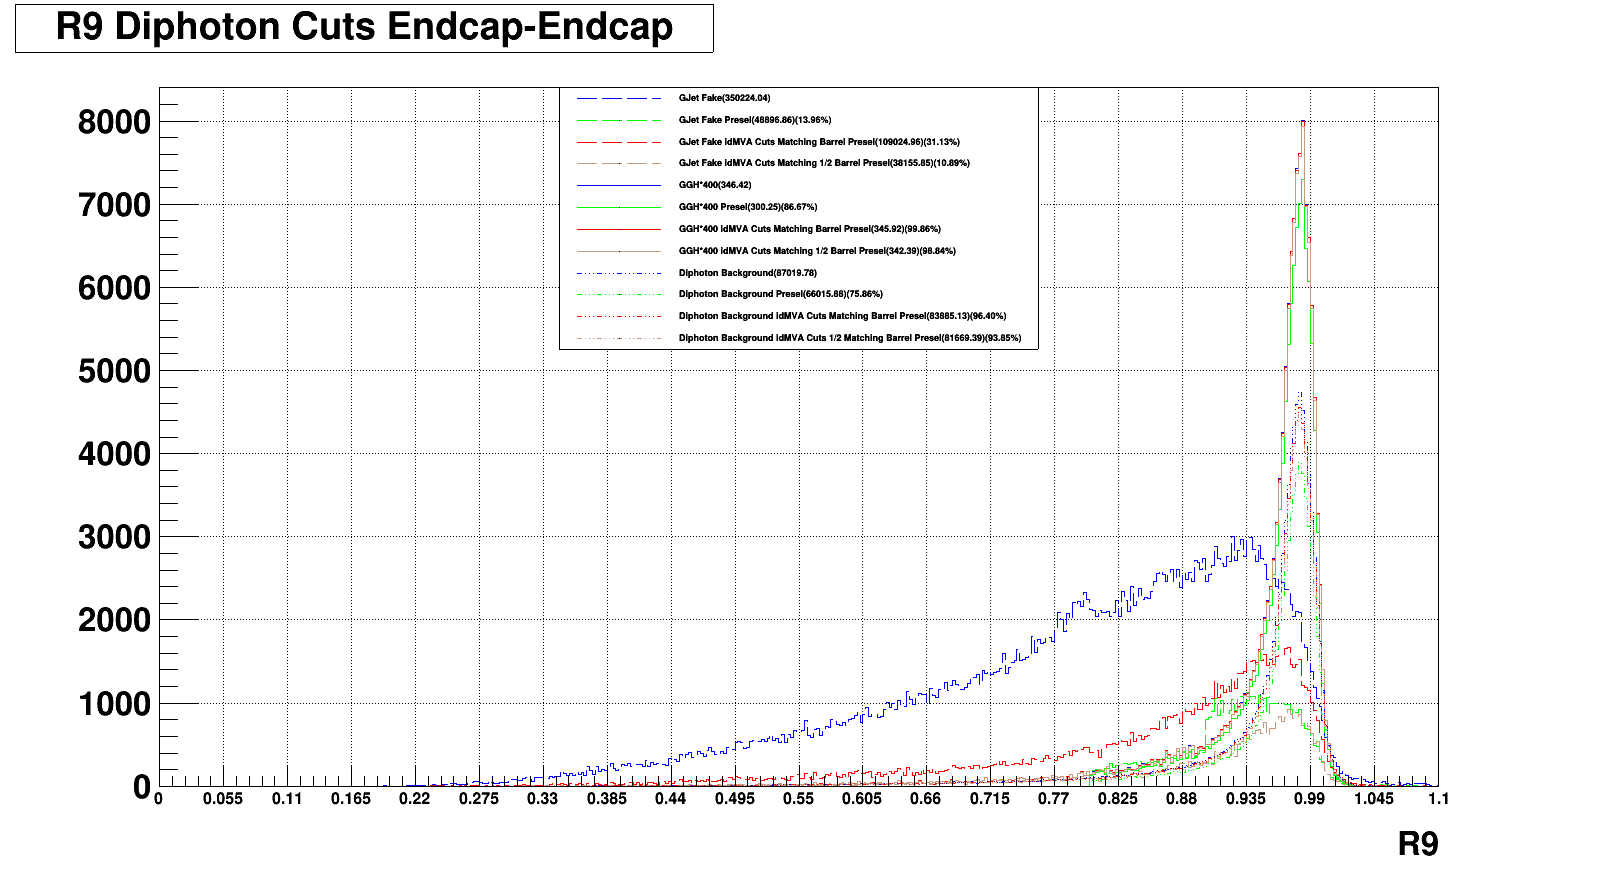 R9 Diphoton Cuts Endcap-Endcap
GJet Fake(350224.04)
GJet Fake Presel(48896.86)(13.96%)
GJet Fake idMVA Cuts Matching Barrel Presel(109024.96)(31.13%)
GJet Fake idMVA Cuts Matching 1/2 Barrel Presel(38155.85)(10.89%)
GGH*400(346.42)
GGH*400 Presel(300.25)(86.67%)
GGH*400 idMVA Cuts Matching Barrel Presel(345.92)(99.86%)
GGH*400 idMVA Cuts Matching 1/2 Barrel Presel(342.39)(98.84%)
Diphoton Background(87019.78)
Diphoton Background Presel(66015.88)(75.86%)
Diphoton Background idMVA Cuts Matching Barrel Presel(83885.13)(96.40%)
Diphoton Background idMVA Cuts 1/2 Matching Barrel Presel(81669.39)(93.85%)
8000
7000
6000
5000
4000
3000
2000
1000
0
0 0.055 0.11 0.165 0.22 0.275 0.33 0.385 0.44 0.495 0.55 0.605 0.66 0.715 0.77 0.825 0.88 0.935 0.99 1.045 1.1
R9